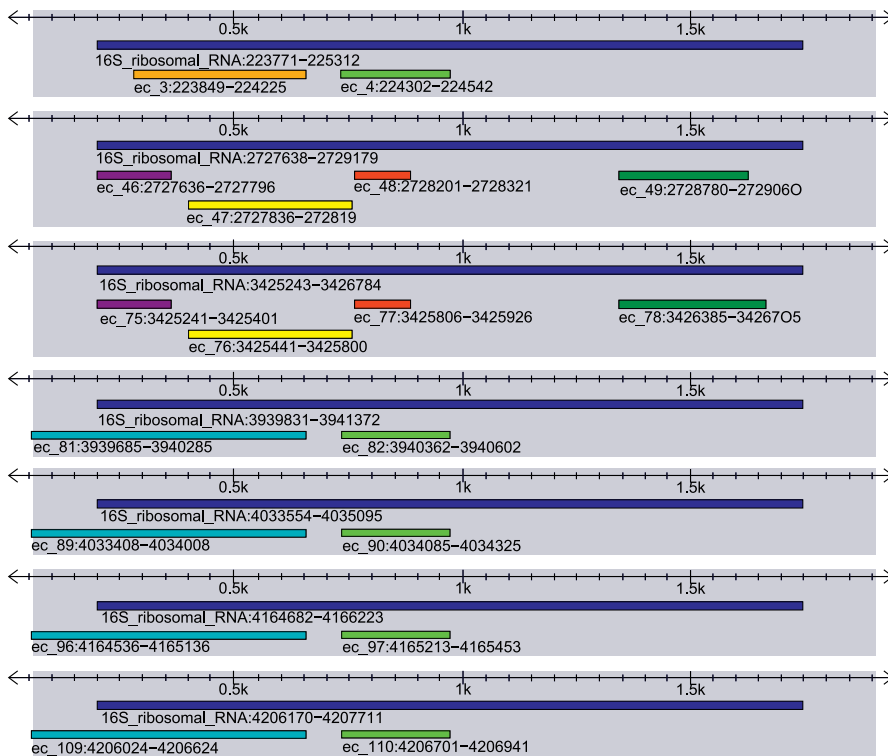 0.5k 1k 1.5k
16S_ribosomal_RNA:223771−225312
ec_3:223849−224225 ec_4:224302−224542
0.5k 1k 1.5k
16S_ribosomal_RNA:2727638−2729179
ec_46:2727636−2727796 ec_48:2728201−2728321 ec_49:2728780−272906O
ec_47:2727836−272819
0.5k 1k 1.5k
16S_ribosomal_RNA:3425243−3426784
ec_75:3425241−3425401 ec_77:3425806−3425926 ec_78:3426385−34267O5
ec_76:3425441−3425800
0.5k 1k 1.5k
16S_ribosomal_RNA:3939831−3941372
ec_81:3939685−3940285 ec_82:3940362−3940602
0.5k 1k 1.5k
16S_ribosomal_RNA:4033554−4035095
ec_89:4033408−4034008 ec_90:4034085−4034325
0.5k 1k 1.5k
16S_ribosomal_RNA:4164682−4166223
ec_96:4164536−4165136 ec_97:4165213−4165453
0.5k 1k 1.5k
16S_ribosomal_RNA:4206170−4207711
ec_109:4206024−4206624 ec_110:4206701−4206941